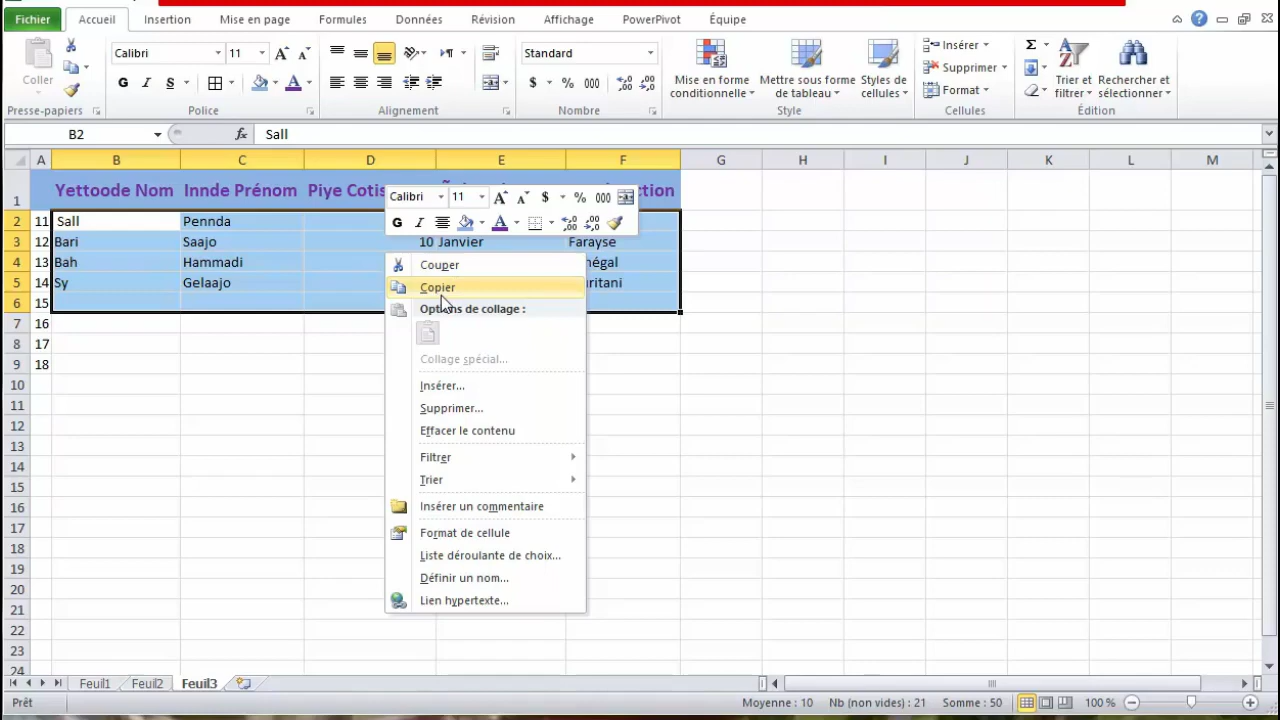 Fichier Accueil Insertion Mise en page Formules Données Révision Affichage PowerPivot Équipe
Coller
Calibri 11
G I S
Standard
$ % 000
Mise en forme conditionnelle
Mettre sous forme de tableau
Styles de cellules
Insérer
Supprimer
Format
Σ
Trier et filtrer
Rechercher et sélectionner
Presse-papiers Police Alignement Nombre Style Cellules Édition
B2 fx Sall
A B C D E F G H I J K L M
1 Yettoode Nom Innde Prénom Piye Cotis
2 11 Sall Pennda
3 12 Bari Saajo 10 Janvier Farayse
4 13 Bah Hammadi
5 14 Sy Gelaajo
6 15
7 16
8 17
9 18
10
11
12
13
14
15
16
17
18
19
20
21
22
23
24
Calibri 11 A A $ % 000
G I A
Couper
Copier
Options de collage :
Collage spécial...
Insérer...
Supprimer...
Effacer le contenu
Filtrer
Trier
Insérer un commentaire
Format de cellule
Liste déroulante de choix...
Définir un nom...
Lien hypertexte...
Feuil1 Feuil2 Feuil3
Prêt Moyenne : 10 Nb (non vides) : 21 Somme : 50 100 %